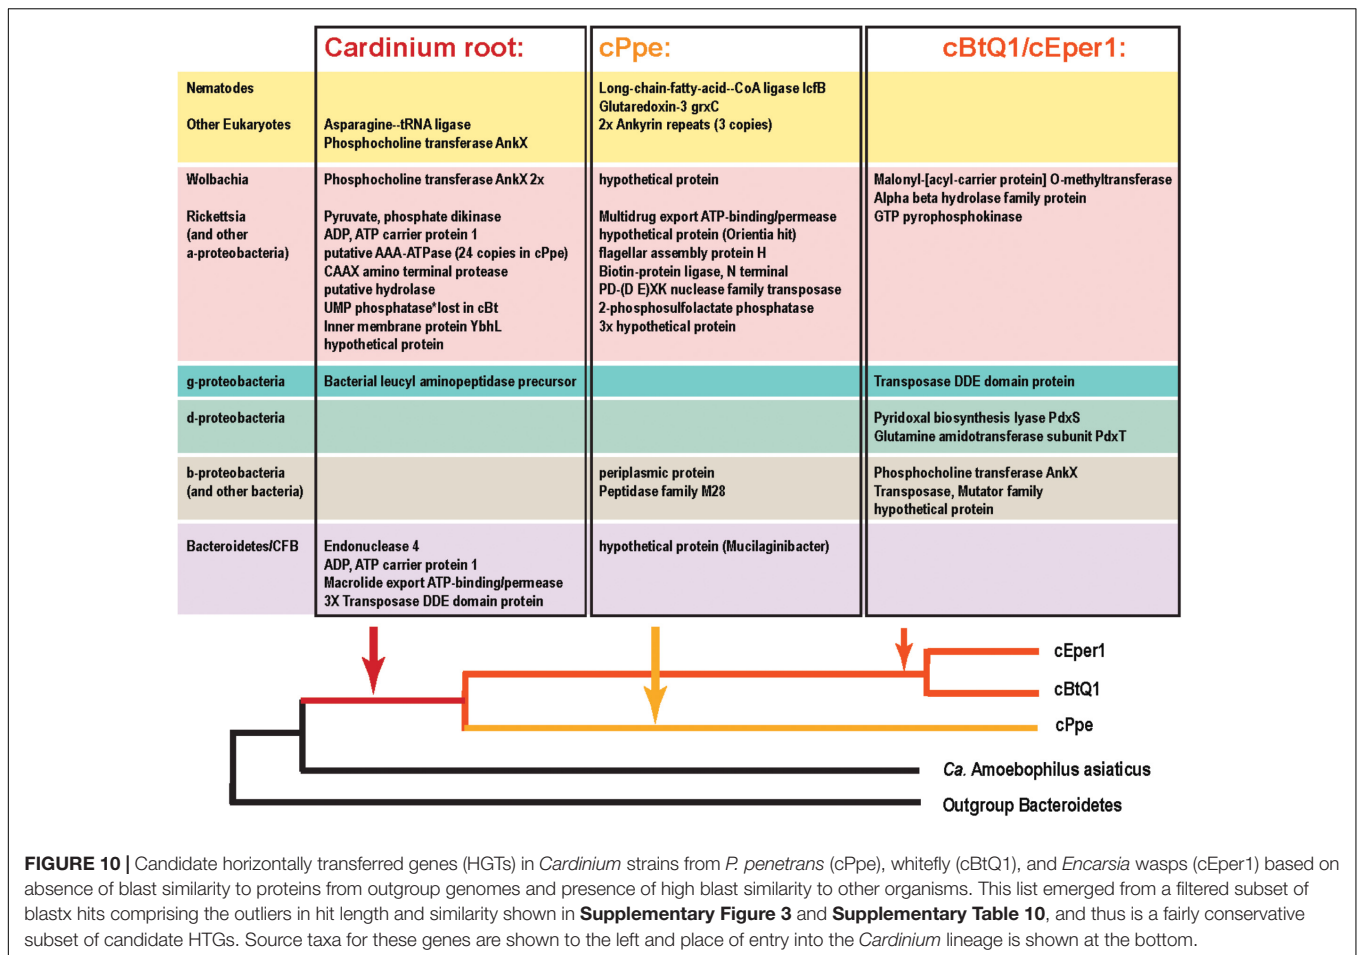 Cardinium root:
cPpe:
cBtQ1/cEper1:
Nematodes
Long-chain-fatty-acid--CoA ligase lcfB
Glutaredoxin-3 grxC
Other Eukaryotes
Asparagine--tRNA ligase
Phosphocholine transferase AnkX
2x Ankyrin repeats (3 copies)
Wolbachia
Phosphocholine transferase AnkX 2x
hypothetical protein
Malonyl-[acyl-carrier protein] O-methyltransferase
Alpha beta hydrolase family protein
GTP pyrophosphokinase
Rickettsia
(and other
a-proteobacteria)
Pyruvate, phosphate dikinase
ADP, ATP carrier protein 1
putative AAA-ATPase (24 copies in cPpe)
CAAX amino terminal protease
putative hydrolase
UMP phosphatase*lost in cBt
Inner membrane protein YbhL
hypothetical protein
Multidrug export ATP-binding/permease
hypothetical protein (Orientia hit)
flagellar assembly protein H
Biotin-protein ligase, N terminal
PD-(D E)XK nuclease family transposase
2-phosphosulfolactate phosphatase
3x hypothetical protein
g-proteobacteria
Bacterial leucyl aminopeptidase precursor
Transposase DDE domain protein
d-proteobacteria
Pyridoxal biosynthesis lyase PdxS
Glutamine amidotransferase subunit PdxT
b-proteobacteria
(and other bacteria)
periplasmic protein
Peptidase family M28
Phosphocholine transferase AnkX
Transposase, Mutator family
hypothetical protein
Bacteroidetes/CFB
Endonuclease 4
ADP, ATP carrier protein 1
Macrolide export ATP-binding/permease
3X Transposase DDE domain protein
hypothetical protein (Mucilaginibacter)
cEper1
cBtQ1
cPpe
Ca. Amoebophilus asiaticus
Outgroup Bacteroidetes
FIGURE 10 | Candidate horizontally transferred genes (HGTs) in Cardinium strains from P. penetrans (cPpe), whitefly (cBtQ1), and Encarsia wasps (cEper1) based on
absence of blast similarity to proteins from outgroup genomes and presence of high blast similarity to other organisms. This list emerged from a filtered subset of
blastx hits comprising the outliers in hit length and similarity shown in Supplementary Figure 3 and Supplementary Table 10, and thus is a fairly conservative
subset of candidate HTGs. Source taxa for these genes are shown to the left and place of entry into the Cardinium lineage is shown at the bottom.